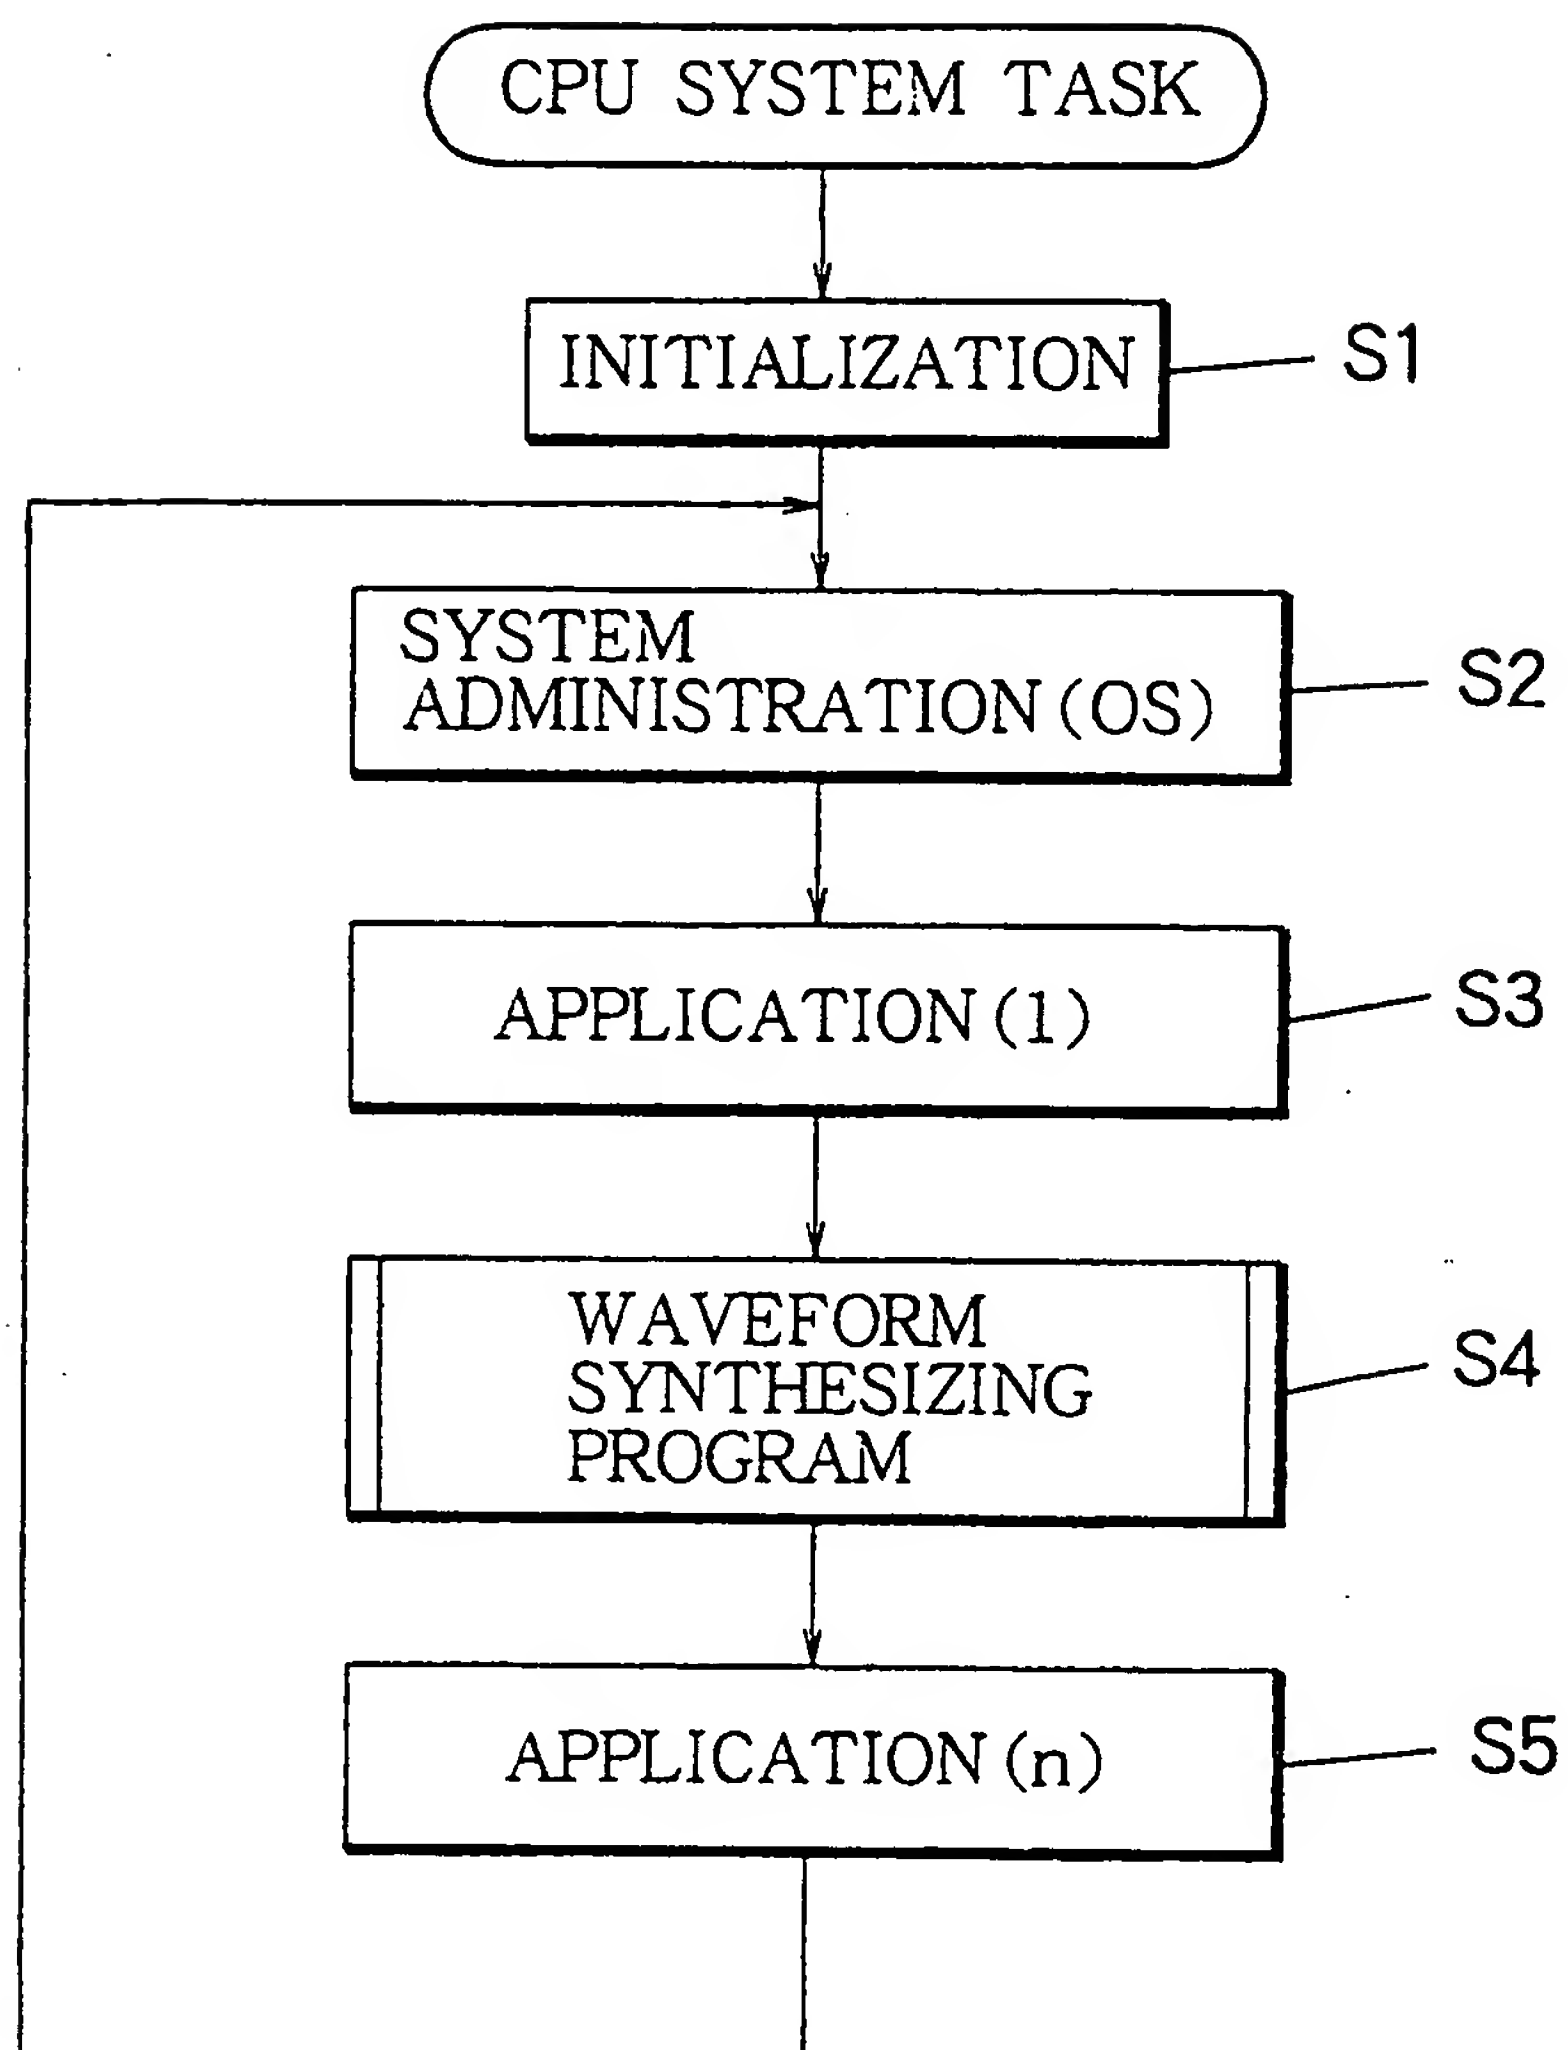 CPU SYSTEM TASK
INITIALIZATION
S1
SYSTEM
ADMINISTRATION(OS)
S2
APPLICATION(1)
S3
WAVEFORM
SYNTHESIZING
PROGRAM
S4
APPLICATION(n)
S5